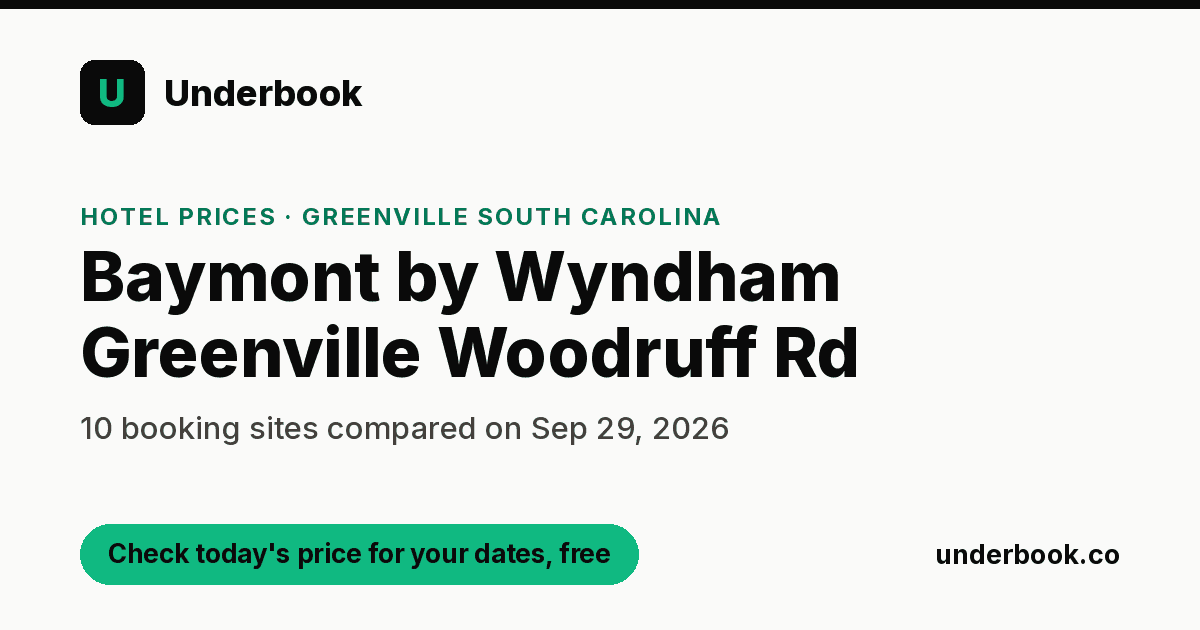 U
Underbook
HOTEL PRICES · GREENVILLE SOUTH CAROLINA
Baymont by Wyndham
Greenville Woodruff Rd
10 booking sites compared on Sep 29, 2026
Check today's price for your dates, free
underbook.co